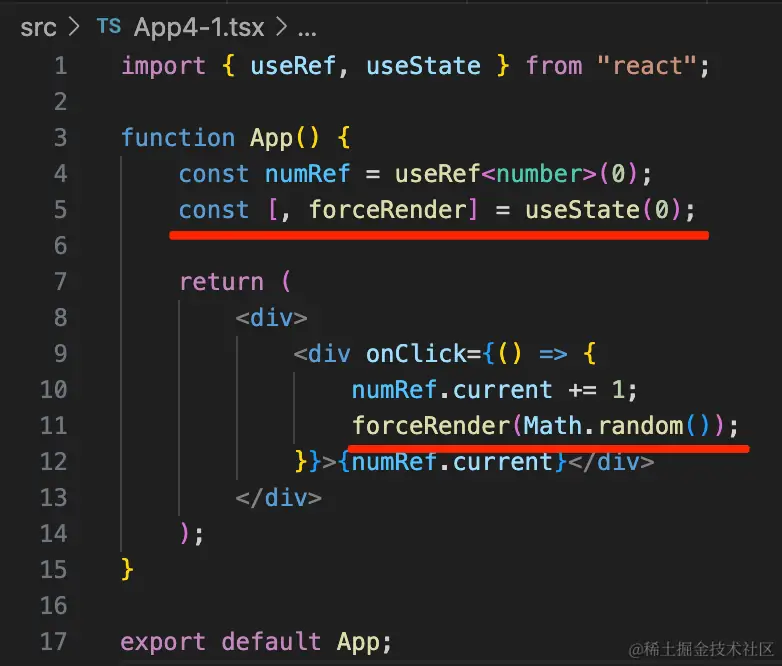 src > TS App4-1.tsx > ...
1 import { useRef, useState } from "react";
2
3 function App() {
4 const numRef = useRef<number>(0);
5 const [, forceRender] = useState(0);
6
7 return (
8 <div>
9 <div onClick={() => {
10 numRef.current += 1;
11 forceRender(Math.random());
12 }}>{numRef.current}</div>
13 </div>
14 );
15 }
16
17 export default App;
@稀土掘金技术社区